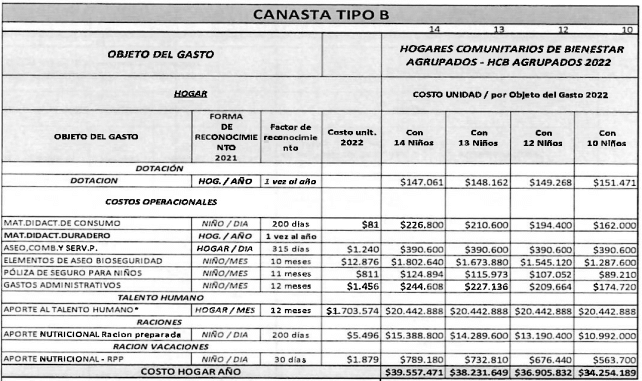 CANASTA TIPO B
14 13 12 10
OBJETO DEL GASTO
HOGARES COMUNITARIOS DE BIENESTAR
AGRUPADOS - HCB AGRUPADOS 2022
HOGAR
COSTO UNIDAD / por Objeto del Gasto 2022
OBJETO DEL GASTO
FORMA
DE
RECONOCIMIE
NTO
2021
Factor de
reconocimie
nto
Costo unit.
2022
Con
14 Niños
Con
13 Niños
Con
12 Niños
Con
10 Niños
DOTACIÓN
DOTACION HOG. / AÑO 1 vez al año $147.061 $148.162 $149.268 $151.471
COSTOS OPERACIONALES
MAT.DIDACT.DE CONSUMO NIÑO / DIA 200 días $81 $226.800 $210.600 $194.400 $162.000
MAT.DIDACT.DURADERO HOG. / AÑO 1 vez al año
ASEO,COMB.Y SERV.P. HOGAR / DIA 315 días $1.240 $390.600 $390.600 $390.600 $390.600
ELEMENTOS DE ASEO BIOSEGURIDAD NIÑO/MES 10 meses $12.876 $1.802.640 $1.673.880 $1.545.120 $1.287.600
PÓLIZA DE SEGURO PARA NIÑOS NIÑO/MES 11 meses $811 $124.894 $115.973 $107.052 $89.210
GASTOS ADMINISTRATIVOS NIÑO/MES 12 meses $1.456 $244.608 $227.136 $209.664 $174.720
TALENTO HUMANO
APORTE AL TALENTO HUMANO* HOGAR / MES 12 meses $1.703.574 $20.442.888 $20.442.888 $20.442.888 $20.442.888
RACIONES
APORTE NUTRICIONAL Racion preparada NIÑO / DIA 200 días $5.496 $15.388.800 $14.289.600 $13.190.400 $10.992.000
RACION VACACIONES
APORTE NUTRICIONAL - RPP NIÑO / DIA 30 días $1.879 $789.180 $732.810 $676.440 $563.700
COSTO HOGAR AÑO $39.557.471 $38.231.649 $36.905.832 $34.254.189